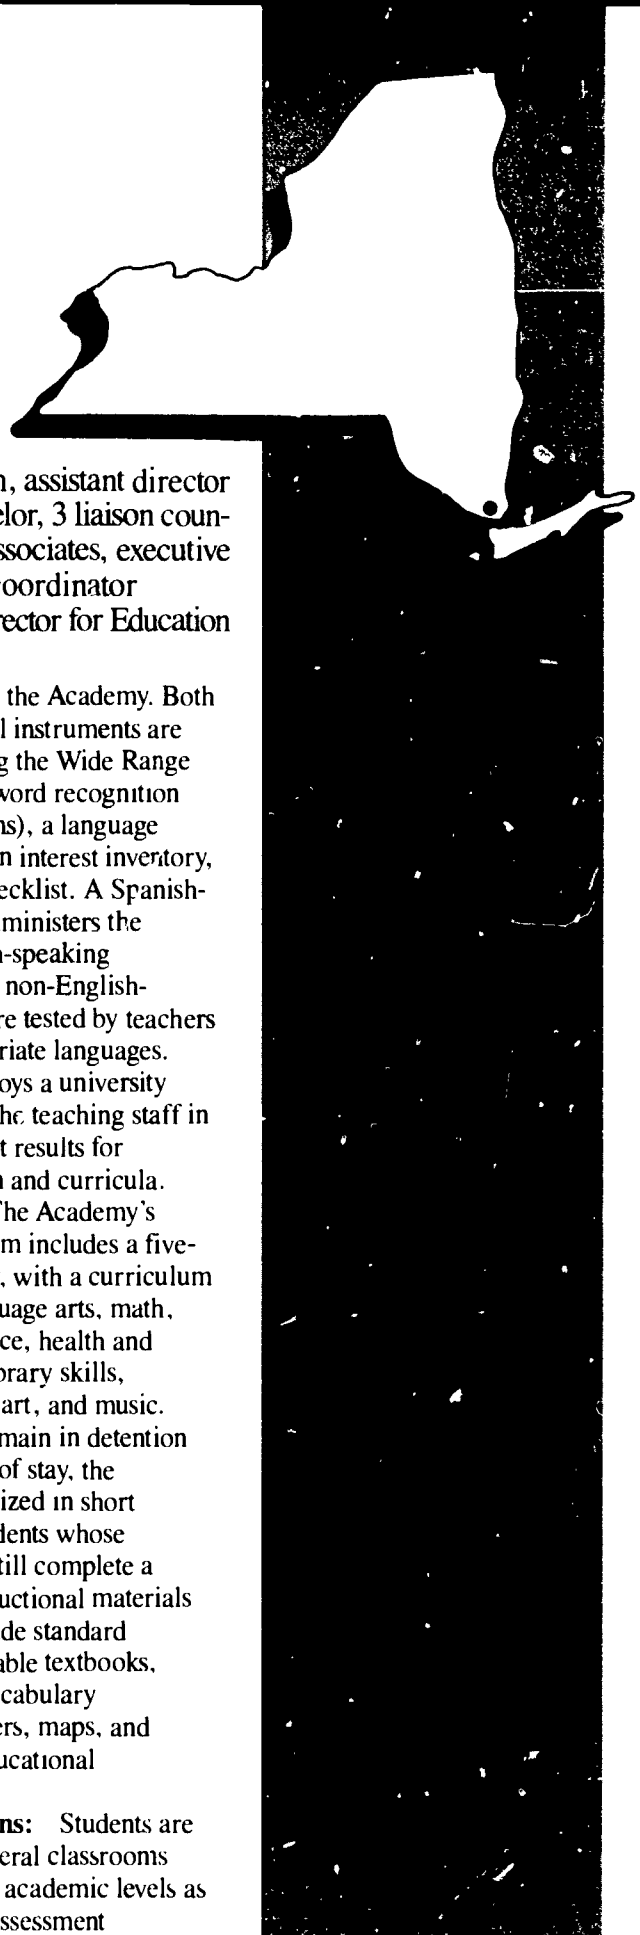 , assistant director
elor, 3 liaison coun-
ssociates, executive
oordinator
rector for Education
the Academy. Both
l instruments are
g the Wide Range
word recognition
ns), a language
n interest inventory,
ecklist. A Spanish-
ministers the
-speaking
non-English-
re tested by teachers
riate languages.
oys a university
the teaching staff in
t results for
and curricula.
The Academy's
m includes a five-
, with a curriculum
uage arts, math,
ce, health and
brary skills,
art, and music.
main in detention
of stay, the
ized in short
dents whose
till complete a
uctional materials
de standard
able textbooks,
cabulary
ers, maps, and
ucational
ns: Students are
eral classrooms
academic levels as
ssessment